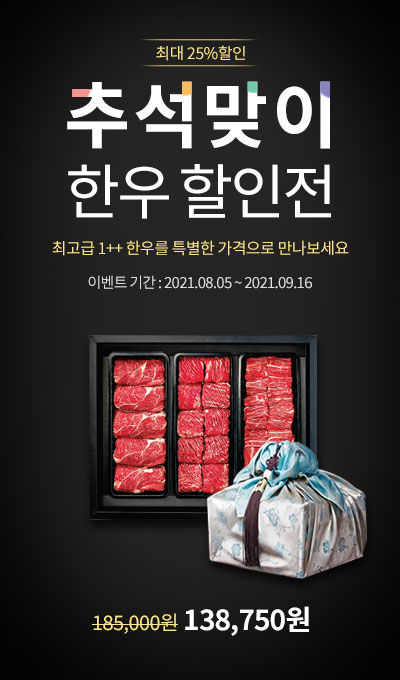 최대 25%할인
추석맞이
한우 할인전
최고급 1++ 한우를 특별한 가격으로 만나보세요
이벤트 기간 : 2021.08.05 ~ 2021.09.16
185,000원 138,750원